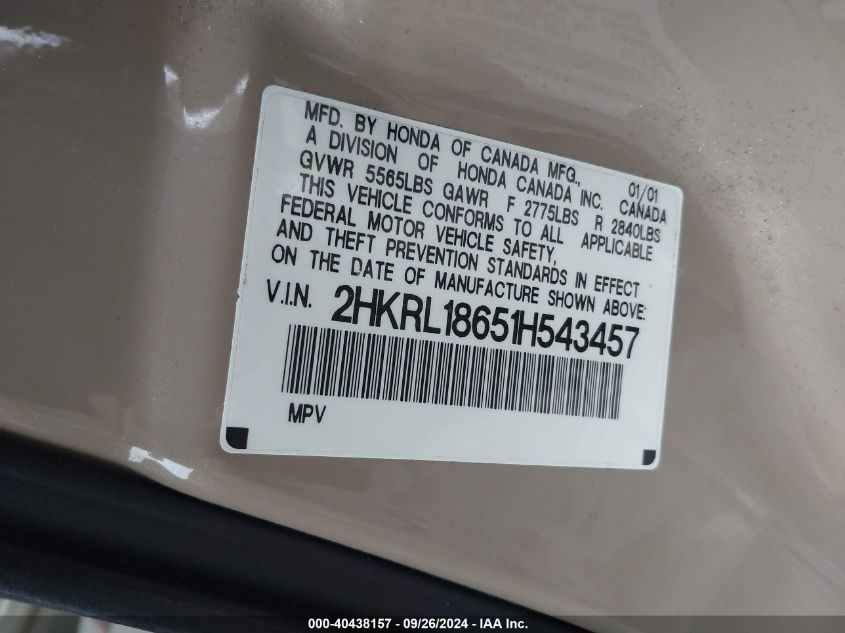 MFD. BY HONDA OF CANADA MFG., 01/01
A DIVISION OF HONDA CANADA INC. CANADA
GVWR 5565LBS GAWR F 2775LBS R 2840LBS
THIS VEHICLE CONFORMS TO ALL APPLICABLE
FEDERAL MOTOR VEHICLE SAFETY,
AND THEFT PREVENTION STANDARDS IN EFFECT
ON THE DATE OF MANUFACTURE SHOWN ABOVE:
V.I.N. 2HKRL18651H543457
MPV
000-40438157 - 09/26/2024 - IAA Inc.